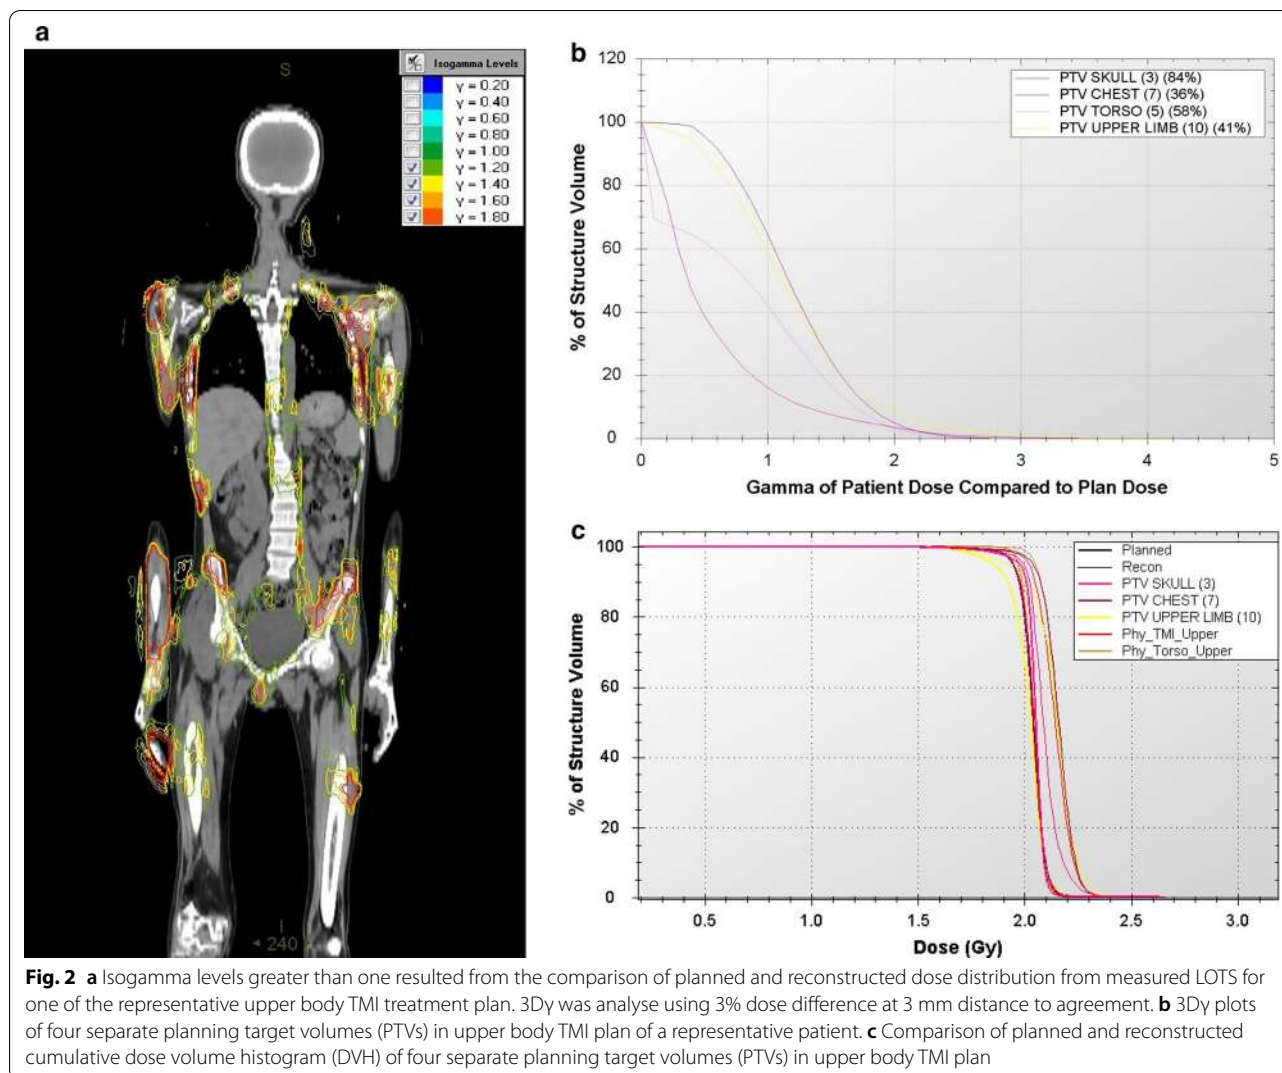 a
S
Isogamma Levels
γ = 0.20
γ = 0.40
γ = 0.60
γ = 0.80
γ = 1.00
γ = 1.20
γ = 1.40
γ = 1.60
γ = 1.80
240
b
120
100
80
60
40
20
0
% of Structure Volume
PTV SKULL (3) (84%)
PTV CHEST (7) (36%)
PTV TORSO (5) (58%)
PTV UPPER LIMB (10) (41%)
0 1 2 3 4 5
Gamma of Patient Dose Compared to Plan Dose
c
100
80
60
40
20
0
% of Structure Volume
Planned
Recon
PTV SKULL (3)
PTV CHEST (7)
PTV UPPER LIMB (10)
Phy_TMI_Upper
Phy_Torso_Upper
0.5 1.0 1.5 2.0 2.5 3.0
Dose (Gy)
Fig. 2 a Isogamma levels greater than one resulted from the comparison of planned and reconstructed dose distribution from measured LOTS for
one of the representative upper body TMI treatment plan. 3Dγ was analyse using 3% dose difference at 3 mm distance to agreement. b 3Dγ plots
of four separate planning target volumes (PTVs) in upper body TMI plan of a representative patient. c Comparison of planned and reconstructed
cumulative dose volume histogram (DVH) of four separate planning target volumes (PTVs) in upper body TMI plan